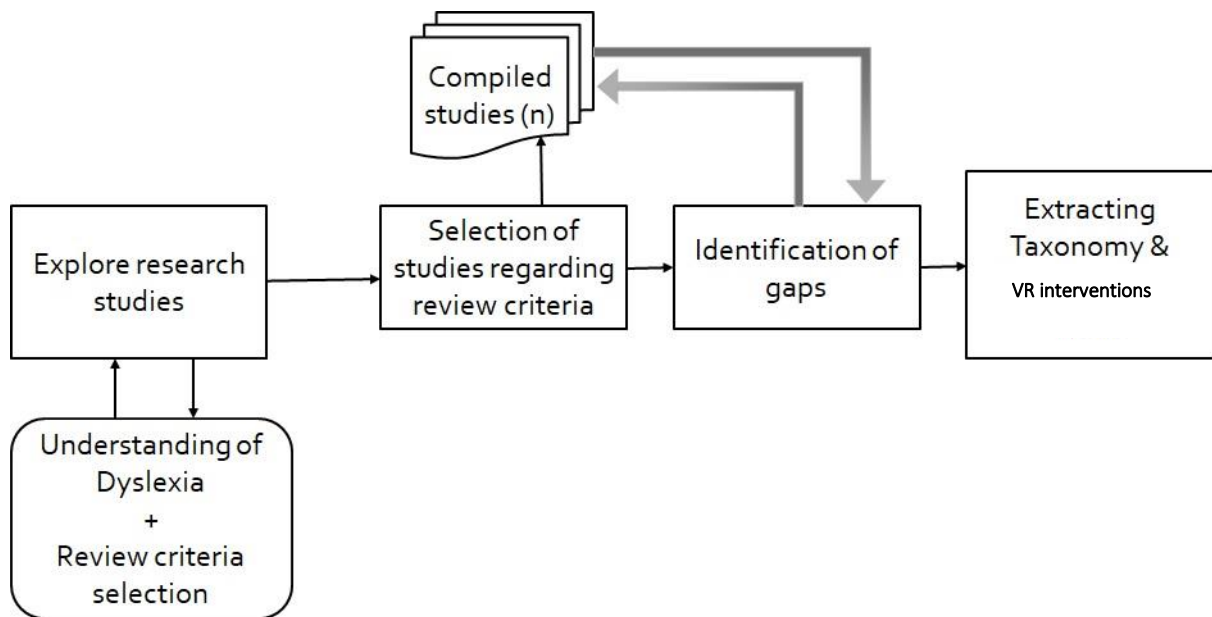 Compiled
studies (n)
Explore research
studies
Selection of
studies regarding
review criteria
Identification of
gaps
Extracting
Taxonomy &
VR interventions
Understanding of
Dyslexia
+
Review criteria
selection